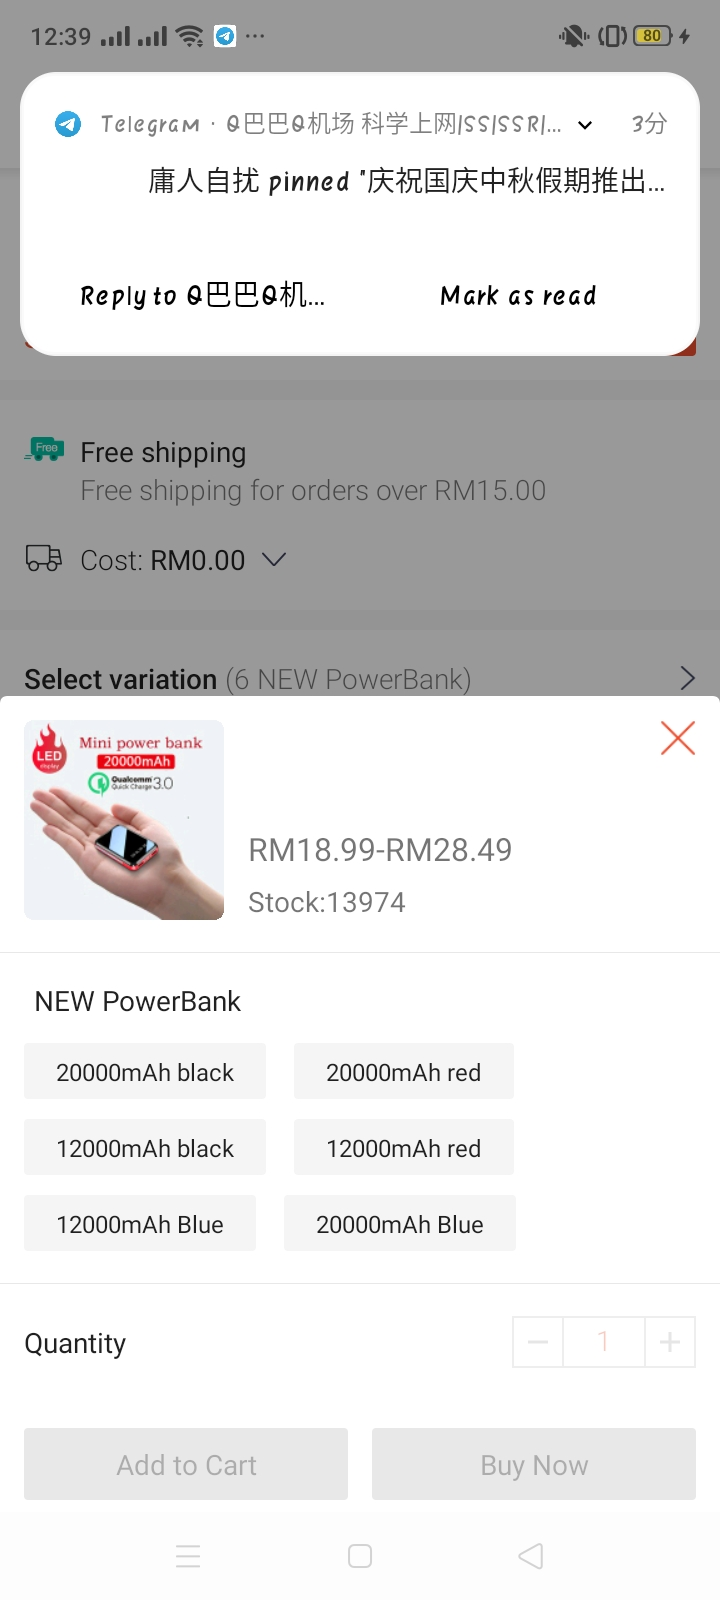 12:39 ... 80
Telegram · Q巴巴Q机场 科学上网|SS|SSR|... 3分
庸人自扰 pinned "庆祝国庆中秋假期推出...
Reply to Q巴巴Q机... Mark as read
Free
Free shipping
Free shipping for orders over RM15.00
Cost: RM0.00
Select variation (6 NEW PowerBank)
LED
display
Mini power bank
20000mAh
Qualcomm
Quick Charge 3.0
RM18.99-RM28.49
Stock:13974
NEW PowerBank
20000mAh black 20000mAh red
12000mAh black 12000mAh red
12000mAh Blue 20000mAh Blue
Quantity 1
Add to Cart Buy Now